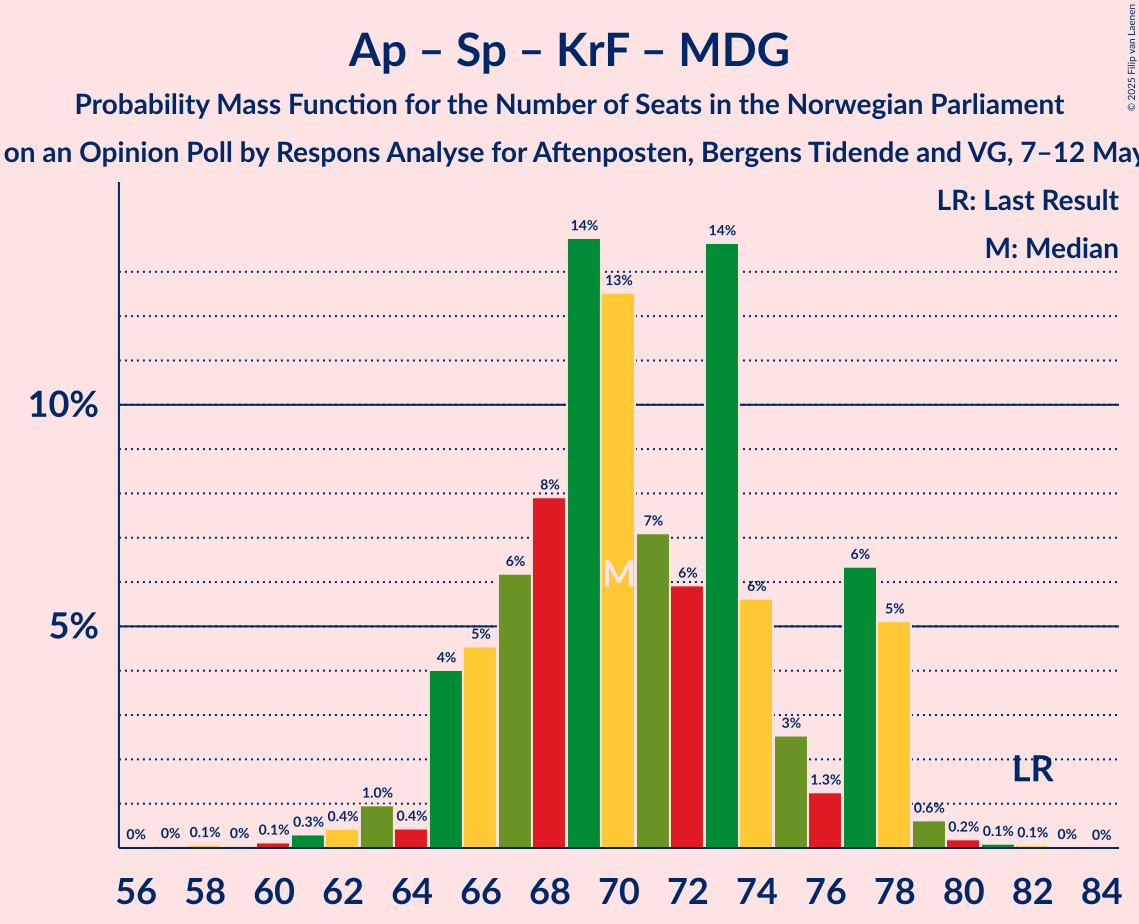 © 2025 Filip van Laenen
Ap – Sp – KrF – MDG
Probability Mass Function for the Number of Seats in the Norwegian Parliament
on an Opinion Poll by Respons Analyse for Aftenposten, Bergens Tidende and VG, 7–12 May
LR: Last Result
M: Median
10%
5%
0% 0% 0.1% 0% 0.1% 0.3% 0.4% 1.0% 0.4% 4% 5% 6% 8% 14% 13% 7% 6% 14% 6% 3% 1.3% 6% 5% 0.6% 0.2% 0.1% 0.1% 0% 0%
M
LR
56 58 60 62 64 66 68 70 72 74 76 78 80 82 84